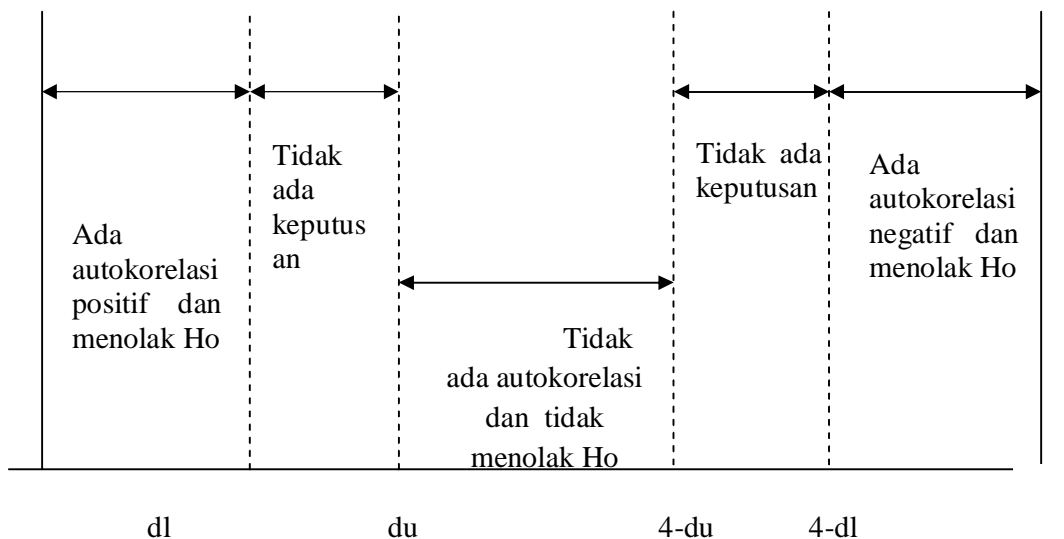 Ada
autokorelasi
positif dan
menolak Ho
Tidak
ada
keputus
an
Tidak
ada autokorelasi
dan tidak
menolak Ho
Tidak ada
keputusan
Ada
autokorelasi
negatif dan
menolak Ho
dl du 4-du 4-dl